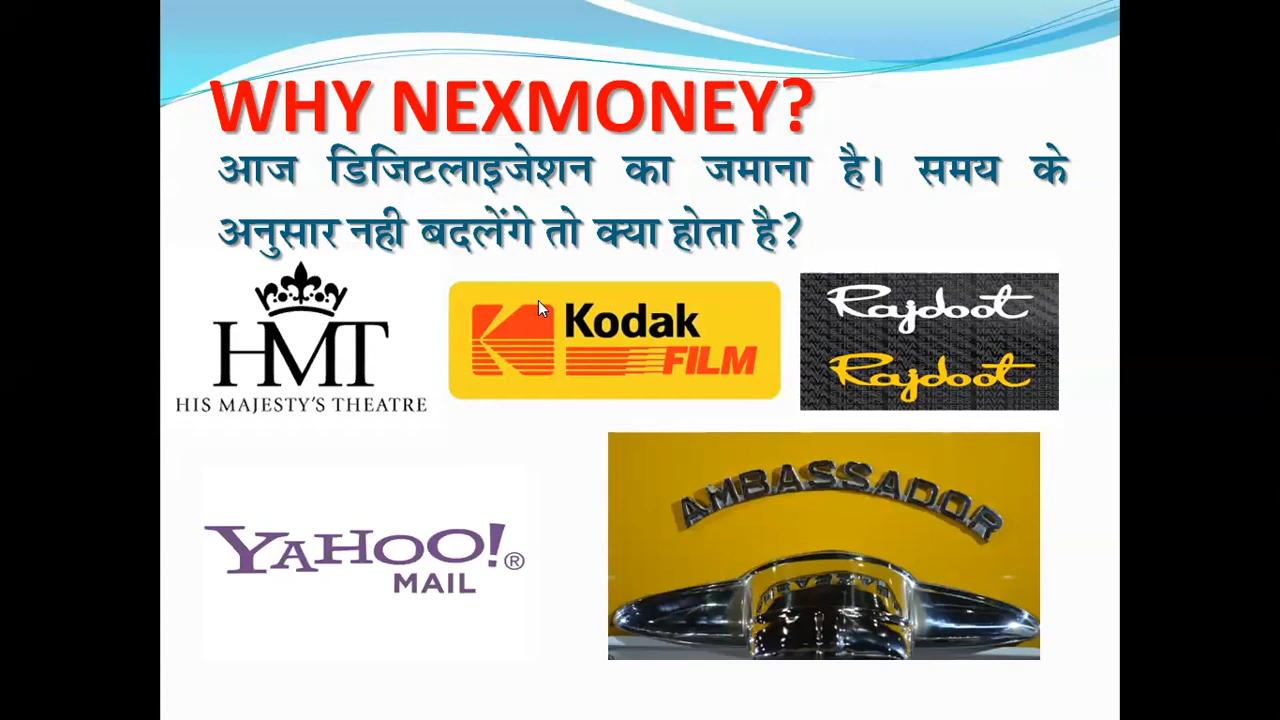 WHY NEXMONEY?
आज डिजिटलाइजेशन का जमाना है। समय के
अनुसार नही बदलेंगे तो क्या होता है?
HMT
HIS MAJESTY'S THEATRE
Kodak
FILM
Rajdoot
Rajdoot
YAHOO!®
MAIL
AMBASSADOR